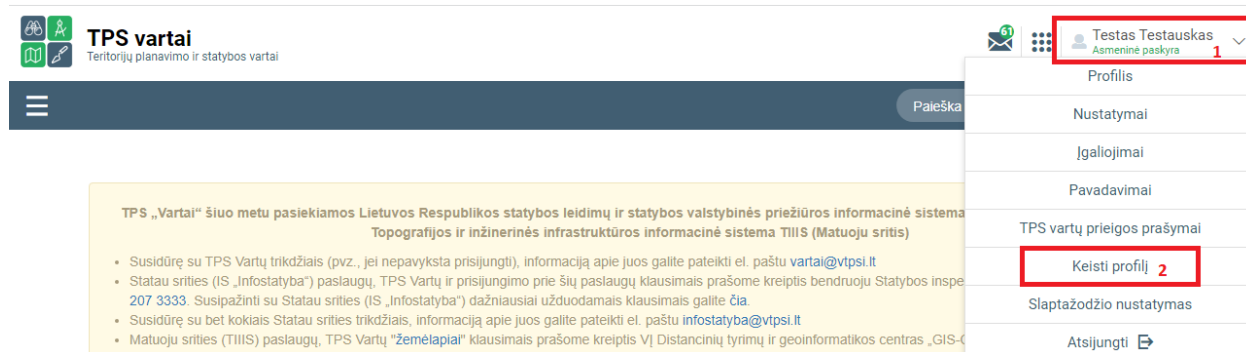 TPS vartai
Teritorijų planavimo ir statybos vartai
61
Testas Testauskas
Asmeninė paskyra
1
Paieška
Profilis
Nustatymai
Įgaliojimai
Pavadavimai
TPS vartų prieigos prašymai
Keisti profilį 2
Slaptažodžio nustatymas
Atsijungti
TPS „Vartai“ šiuo metu pasiekiamos Lietuvos Respublikos statybos leidimų ir statybos valstybinės priežiūros informacinė sistema
Topografijos ir inžinerinės infrastruktūros informacinė sistema TIIIS (Matuoju sritis)
• Susidūrę su TPS Vartų trikdžiais (pvz., jei nepavyksta prisijungti), informaciją apie juos galite pateikti el. paštu vartai@vtpsi.lt
• Statau srities (IS „Infostatyba“) paslaugų, TPS Vartų ir prisijungimo prie šių paslaugų klausimais prašome kreiptis bendruoju Statybos inspe
207 3333. Susipažinti su Statau srities (IS „Infostatyba“) dažniausiai užduodamais klausimais galite čia.
• Susidūrę su bet kokiais Statau srities trikdžiais, informaciją apie juos galite pateikti el. paštu infostatyba@vtpsi.lt
• Matuoju srities (TIIIS) paslaugų, TPS Vartų "žemėlapiai" klausimais prašome kreiptis VĮ Distancinių tyrimų ir geoinformatikos centras „GIS-C